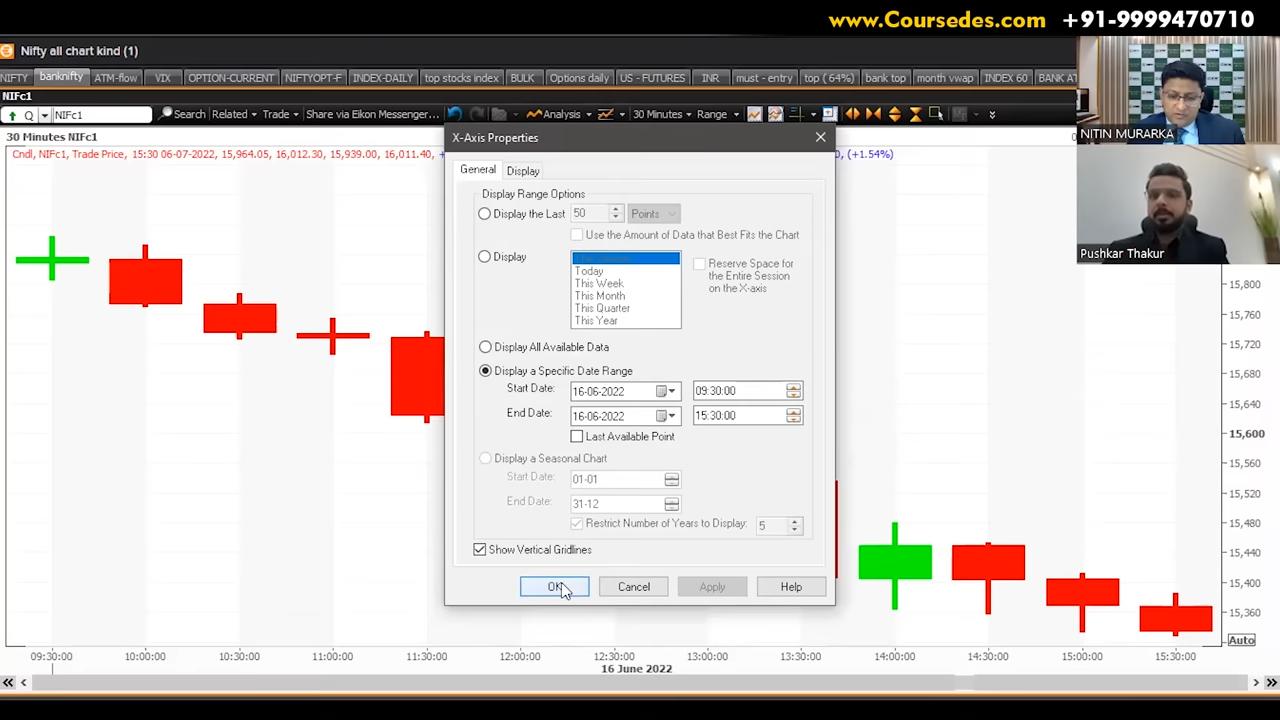 www.Coursedes.com +91-9999470710
Nifty all chart kind (1)
NIFTY banknifty ATM-flow VIX OPTION-CURRENT NIFTYOPT-F INDEX-DAILY top stocks index BULK Options daily US - FUTURES INR must - entry top ( 64%) bank top month vwap INDEX 60 BANK AT
NIFc1
Q NIFc1 Search Related Trade Share via Eikon Messenger... Analysis 30 Minutes Range
30 Minutes NIFc1
Cndl, NIFc1, Trade Price, 15:30 06-07-2022, 15,964.05, 16,012.30, 15,939.00, 16,011.40, (+1.54%)
NITIN MURARKA
Pushkar Thakur
X-Axis Properties
General Display
Display Range Options
Display the Last 50 Points
Use the Amount of Data that Best Fits the Chart
Display
Today
This Week
This Month
This Quarter
This Year
Reserve Space for
the Entire Session
on the X-axis
Display All Available Data
Display a Specific Date Range
Start Date: 16-06-2022 09:30:00
End Date: 16-06-2022 15:30:00
Last Available Point
Display a Seasonal Chart
Start Date: 01-01
End Date: 31-12
Restrict Number of Years to Display: 5
Show Vertical Gridlines
OK Cancel Apply Help
15,800
15,760
15,720
15,680
15,640
15,600
15,560
15,520
15,480
15,440
15,400
15,360
Auto
09:30:00 10:00:00 10:30:00 11:00:00 11:30:00 12:00:00 12:30:00 13:00:00 13:30:00 14:00:00 14:30:00 15:00:00 15:30:00
16 June 2022